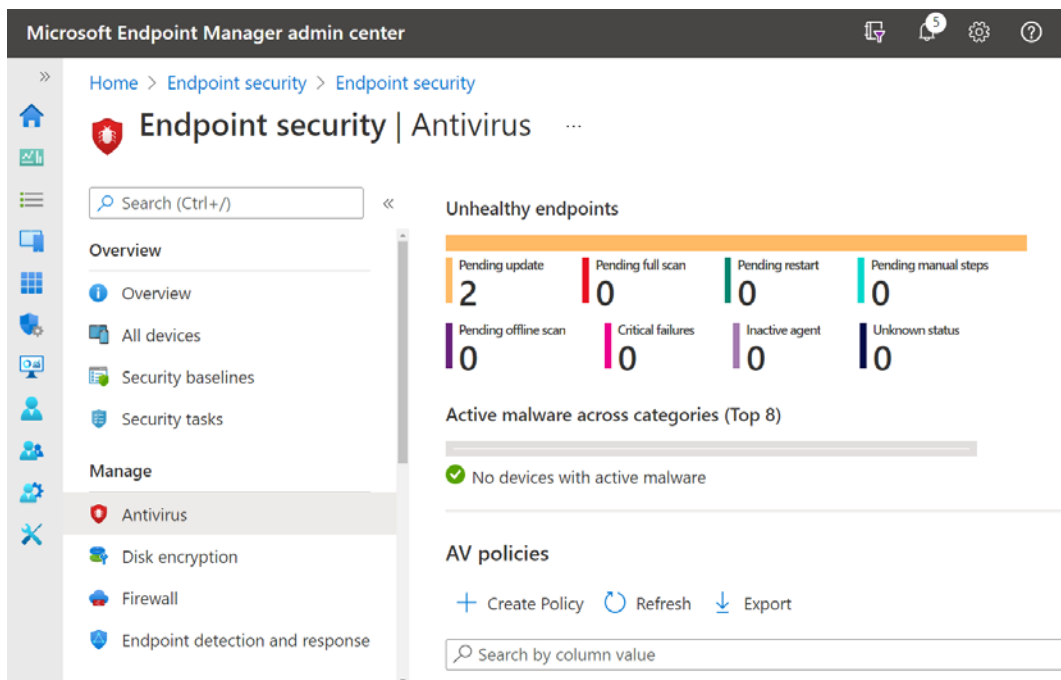 Microsoft Endpoint Manager admin center
5
Home > Endpoint security > Endpoint security
Endpoint security | Antivirus ...
Search (Ctrl+/)
Overview
Overview
All devices
Security baselines
Security tasks
Manage
Antivirus
Disk encryption
Firewall
Endpoint detection and response
Unhealthy endpoints
Pending update
2
Pending full scan
0
Pending restart
0
Pending manual steps
0
Pending offline scan
0
Critical failures
0
Inactive agent
0
Unknown status
0
Active malware across categories (Top 8)
No devices with active malware
AV policies
Create Policy Refresh Export
Search by column value